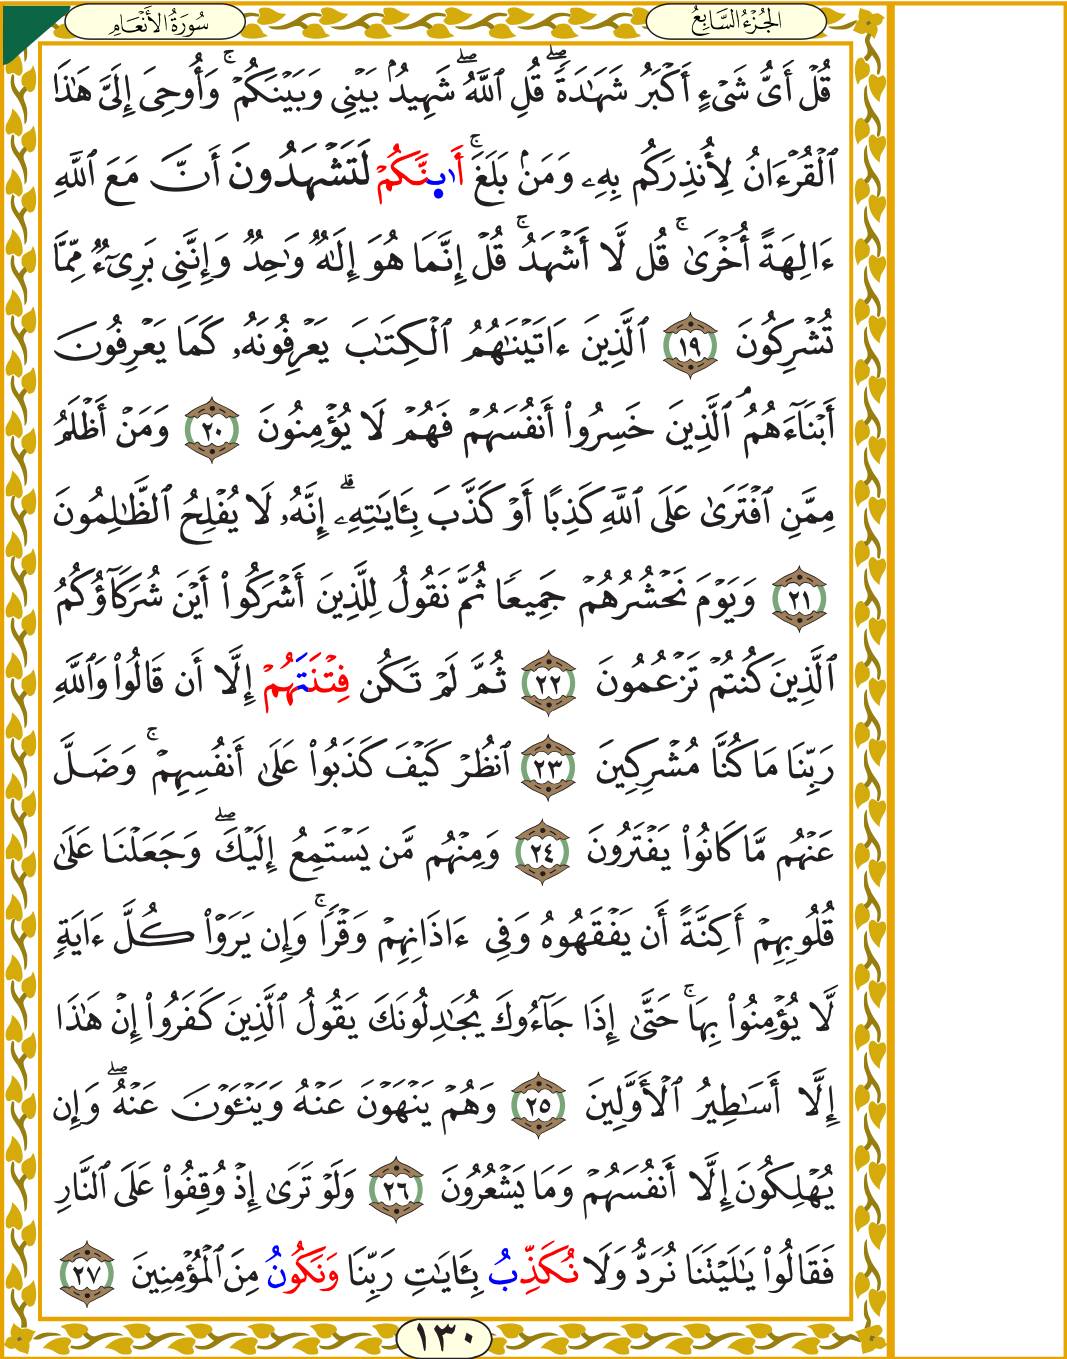 الجُزْءُ السَّابِعُ
سُورَةُ الأَنْعَامِ
قُلْ أَىُّ شَىْءٍ أَكْبَرُ شَهَٰدَةًۖ قُلِ ٱللَّهُۖ شَهِيدُۢ بَيْنِى وَبَيْنَكُمْۚ وَأُوحِىَ إِلَىَّ هَٰذَا
ٱلْقُرْءَانُ لِأُنذِرَكُم بِهِۦ وَمَنۢ بَلَغَۚ أَاٜىِٕنَّكُمْ لَتَشْهَدُونَ أَنَّ مَعَ ٱللَّهِ
ءَالِهَةً أُخْرَىٰۚ قُل لَّا أَشْهَدُۚ قُلْ إِنَّمَا هُوَ إِلَٰهٌ وَٰحِدٌ وَإِنَّنِى بَرِىٓءٌ مِّمَّا
تُشْرِكُونَ ١٩ ٱلَّذِينَ ءَاتَيْنَٰهُمُ ٱلْكِتَٰبَ يَعْرِفُونَهُۥ كَمَا يَعْرِفُونَ
أَبْنَآءَهُمُۘ ٱلَّذِينَ خَسِرُوا۟ أَنفُسَهُمْ فَهُمْ لَا يُؤْمِنُونَ ٢٠ وَمَنْ أَظْلَمُ
مِمَّنِ ٱفْتَرَىٰ عَلَى ٱللَّهِ كَذِبًا أَوْ كَذَّبَ بِـَٔايَٰتِهِۦۗ إِنَّهُۥ لَا يُفْلِحُ ٱلظَّٰلِمُونَ
٢١ وَيَوْمَ نَحْشُرُهُمْ جَمِيعًا ثُمَّ نَقُولُ لِلَّذِينَ أَشْرَكُوا۟ أَيْنَ شُرَكَآؤُكُمُ
ٱلَّذِينَ كُنتُمْ تَزْعُمُونَ ٢٢ ثُمَّ لَمْ تَكُن فِتْنَتَهُمْ إِلَّا أَن قَالُوا۟ وَٱللَّهِ
رَبِّنَا مَا كُنَّا مُشْرِكِينَ ٢٣ ٱنظُرْ كَيْفَ كَذَبُوا۟ عَلَىٰ أَنفُسِهِمْۚ وَضَلَّ
عَنْهُم مَّا كَانُوا۟ يَفْتَرُونَ ٢٤ وَمِنْهُم مَّن يَسْتَمِعُ إِلَيْكَۖ وَجَعَلْنَا عَلَىٰ
قُلُوبِهِمْ أَكِنَّةً أَن يَفْقَهُوهُ وَفِى ءَاذَانِهِمْ وَقْرًاۚ وَإِن يَرَوْا۟ كُلَّ ءَايَةٍ
لَّا يُؤْمِنُوا۟ بِهَاۚ حَتَّىٰ إِذَا جَآءُوكَ يُجَٰدِلُونَكَ يَقُولُ ٱلَّذِينَ كَفَرُوا۟ إِنْ هَٰذَا
إِلَّا أَسَٰطِيرُ ٱلْأَوَّلِينَ ٢٥ وَهُمْ يَنْهَوْنَ عَنْهُ وَيَنْـَٔوْنَ عَنْهُۖ وَإِن
يُهْلِكُونَ إِلَّا أَنفُسَهُمْ وَمَا يَشْعُرُونَ ٢٦ وَلَوْ تَرَىٰ إِذْ وُقِفُوا۟ عَلَى ٱلنَّارِ
فَقَالُوا۟ يَٰلَيْتَنَا نُرَدُّ وَلَا نُكَذِّبُ بِـَٔايَٰتِ رَبِّنَا وَنَكُونُ مِنَ ٱلْمُؤْمِنِينَ ٢٧
١٣٠